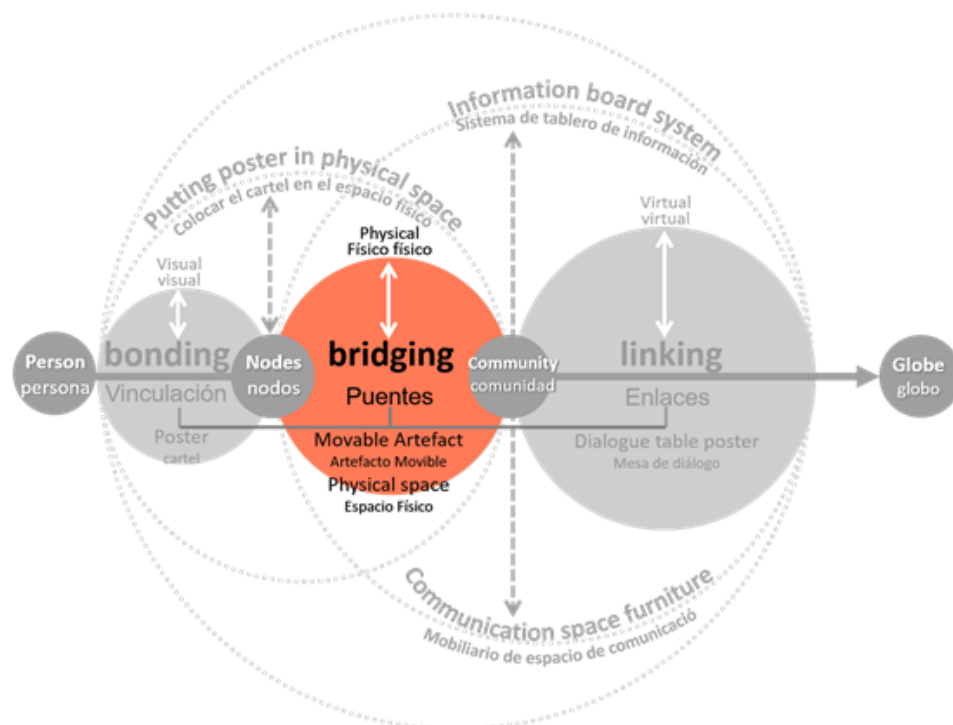 Information board system
Sistema de tablero de información
Putting poster in physical space
Colocar el cartel en el espacio físico
Virtual
virtual
Physical
Físico físico
Visual
visual
Person
persona
bonding
Vinculación
Nodes
nodos
bridging
Puentes
Community
comunidad
linking
Enlaces
Globe
globo
Poster
cartel
Movable Artefact
Artefacto Movible
Physical space
Espacio Físico
Dialogue table poster
Mesa de diálogo
Communication space furniture
Mobiliario de espacio de comunicació